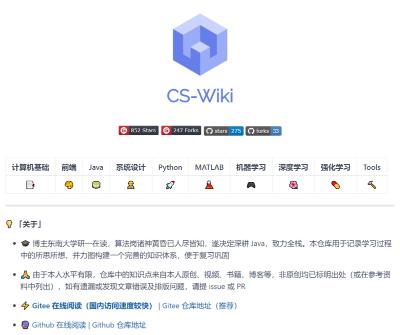 CS-Wiki
852 Stars 247 Forks stars 275 forks 33
计算机基础 前端 Java 系统设计 Python MATLAB 机器学习 深度学习 强化学习 Tools
「关于」
博主东南大学研一在读，算法岗诸神黄昏已人尽皆知，遂决定深耕 Java，致力全栈。本仓库用于记录学习过程
中的所思所想，并力图构建一个完善的知识体系，便于复习巩固
由于本人水平有限，仓库中的知识点来自本人原创、视频、书籍、博客等，非原创均已标明出处（或在参考资
料中列出），如有遗漏或发现文章错误及排版问题，请提 issue 或 PR
Gitee 在线阅读（国内访问速度较快） | Gitee 仓库地址（推荐）
Github 在线阅读 | Github 仓库地址